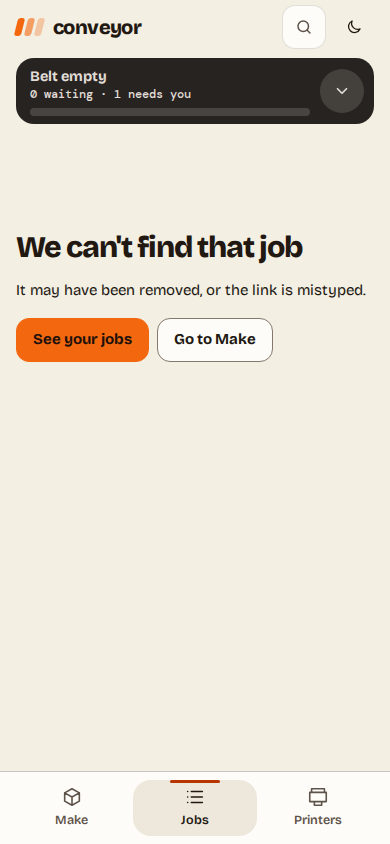 conveyor
Belt empty
0 waiting · 1 needs you
We can't find that job
It may have been removed, or the link is mistyped.
See your jobs
Go to Make
Make
Jobs
Printers